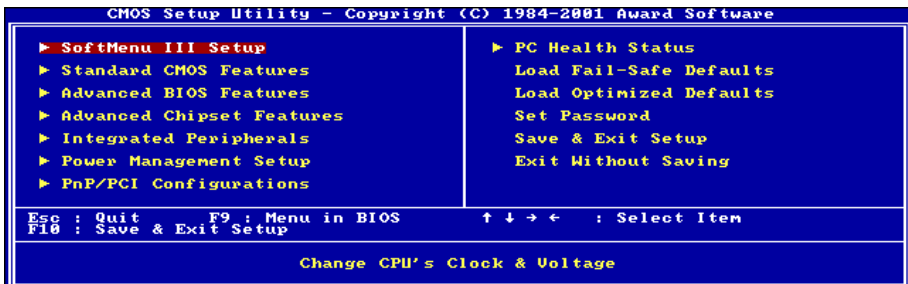 CMOS Setup Utility – Copyright (C) 1984–2001 Award Software
► SoftMenu III Setup
► Standard CMOS Features
► Advanced BIOS Features
► Advanced Chipset Features
► Integrated Peripherals
► Power Management Setup
► PnP/PCI Configurations
► PC Health Status
Load Fail–Safe Defaults
Load Optimized Defaults
Set Password
Save & Exit Setup
Exit Without Saving
Esc : Quit F9 : Menu in BIOS ↑ ↓ → ← : Select Item
F10 : Save & Exit Setup
Change CPU's Clock & Voltage